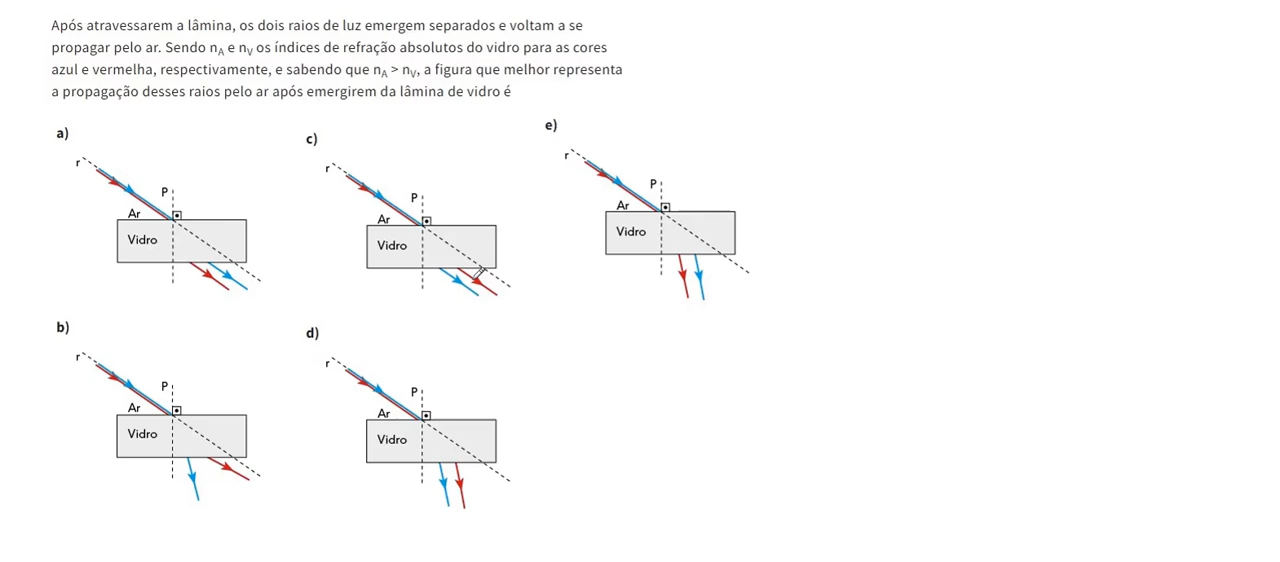 Após atravessarem a lâmina, os dois raios de luz emergem separados e voltam a se
propagar pelo ar. Sendo nA e nV os índices de refração absolutos do vidro para as cores
azul e vermelha, respectivamente, e sabendo que nA > nV, a figura que melhor representa
a propagação desses raios pelo ar após emergirem da lâmina de vidro é
a)
r
P
Ar
Vidro
b)
r
P
Ar
Vidro
c)
r
P
Ar
Vidro
d)
r
P
Ar
Vidro
e)
r
P
Ar
Vidro